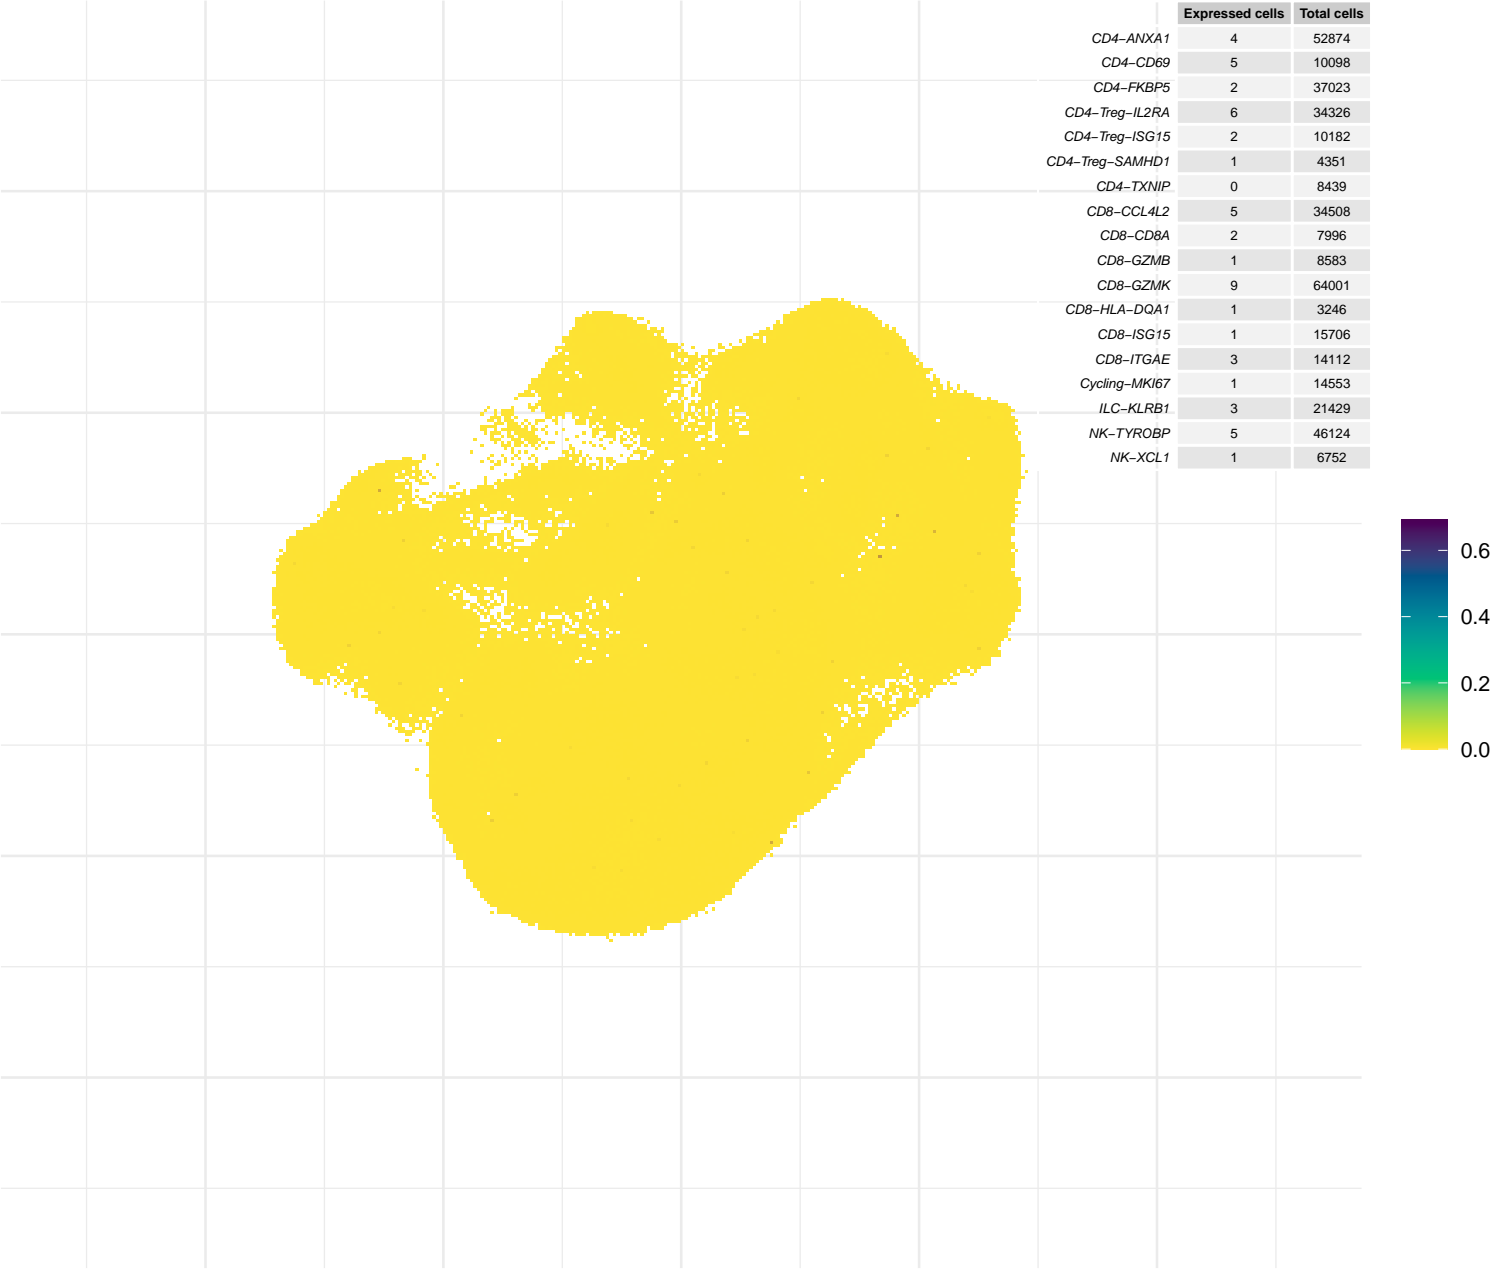 Expressed cells Total cells
CD4−ANXA1 4 52874
CD4−CD69 5 10098
CD4−FKBP5 2 37023
CD4−Treg−IL2RA 6 34326
CD4−Treg−ISG15 2 10182
CD4−Treg−SAMHD1 1 4351
CD4−TXNIP 0 8439
CD8−CCL4L2 5 34508
CD8−CD8A 2 7996
CD8−GZMB 1 8583
CD8−GZMK 9 64001
CD8−HLA−DQA1 1 3246
CD8−ISG15 1 15706
CD8−ITGAE 3 14112
Cycling−MKI67 1 14553
ILC−KLRB1 3 21429
NK−TYROBP 5 46124
NK−XCL1 1 6752
0.6
0.4
0.2
0.0